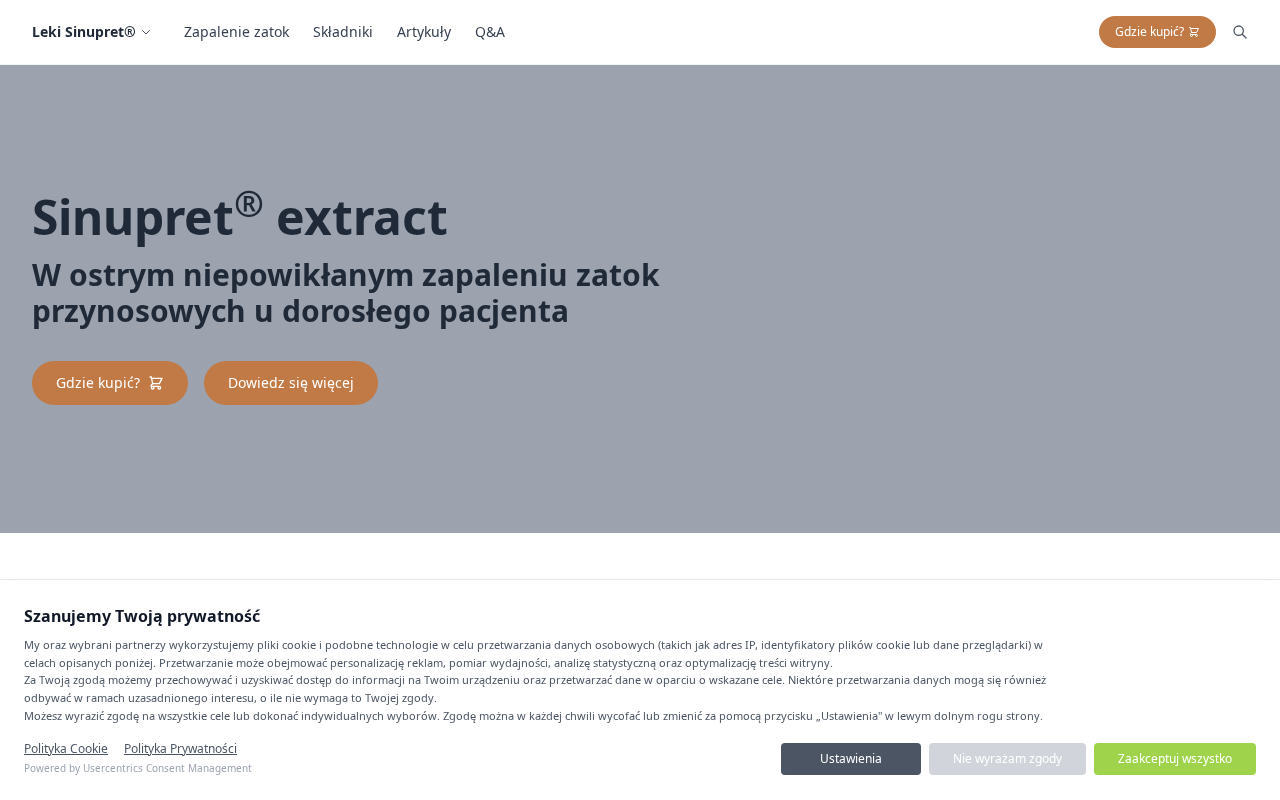 Leki Sinupret®
Zapalenie zatok
Składniki
Artykuły
Q&A
Gdzie kupić?
Sinupret® extract
W ostrym niepowikłanym zapaleniu zatok
przynosowych u dorosłego pacjenta
Gdzie kupić?
Dowiedz się więcej
Szanujemy Twoją prywatność
My oraz wybrani partnerzy wykorzystujemy pliki cookie i podobne technologie w celu przetwarzania danych osobowych (takich jak adres IP, identyfikatory plików cookie lub dane przeglądarki) w
celach opisanych poniżej. Przetwarzanie może obejmować personalizację reklam, pomiar wydajności, analizę statystyczną oraz optymalizację treści witryny.
Za Twoją zgodą możemy przechowywać i uzyskiwać dostęp do informacji na Twoim urządzeniu oraz przetwarzać dane w oparciu o wskazane cele. Niektóre przetwarzania danych mogą się również
odbywać w ramach uzasadnionego interesu, o ile nie wymaga to Twojej zgody.
Możesz wyrazić zgodę na wszystkie cele lub dokonać indywidualnych wyborów. Zgodę można w każdej chwili wycofać lub zmienić za pomocą przycisku „Ustawienia" w lewym dolnym rogu strony.
Polityka Cookie
Polityka Prywatności
Powered by Usercentrics Consent Management
Ustawienia
Nie wyrażam zgody
Zaakceptuj wszystko